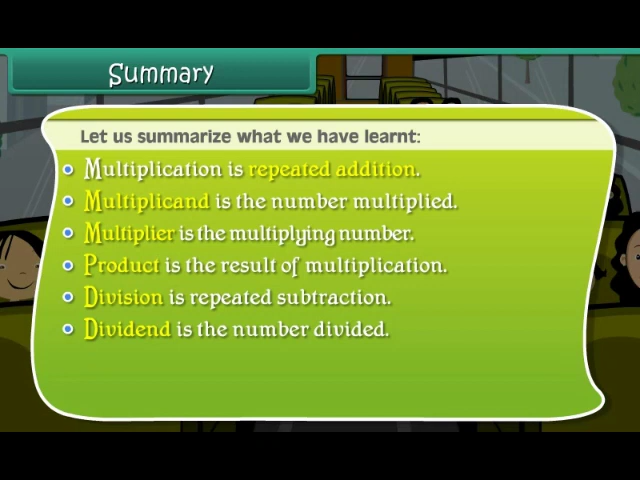 Summary
Let us summarize what we have learnt:
Multiplication is repeated addition.
Multiplicand is the number multiplied.
Multiplier is the multiplying number.
Product is the result of multiplication.
Division is repeated subtraction.
Dividend is the number divided.